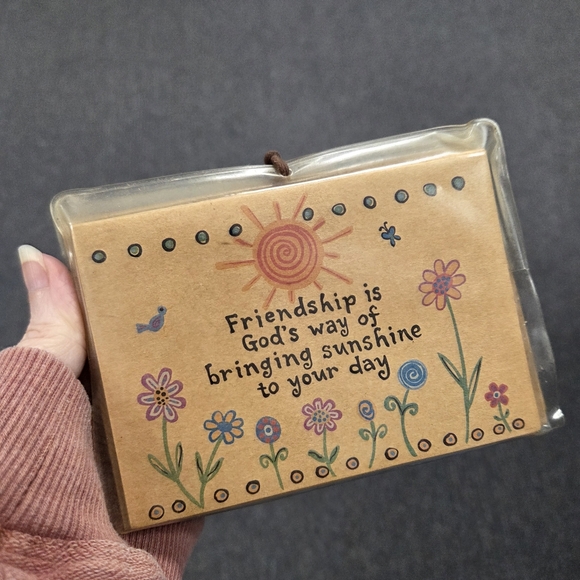 Friendship is
God's way of
bringing sunshine
to your day